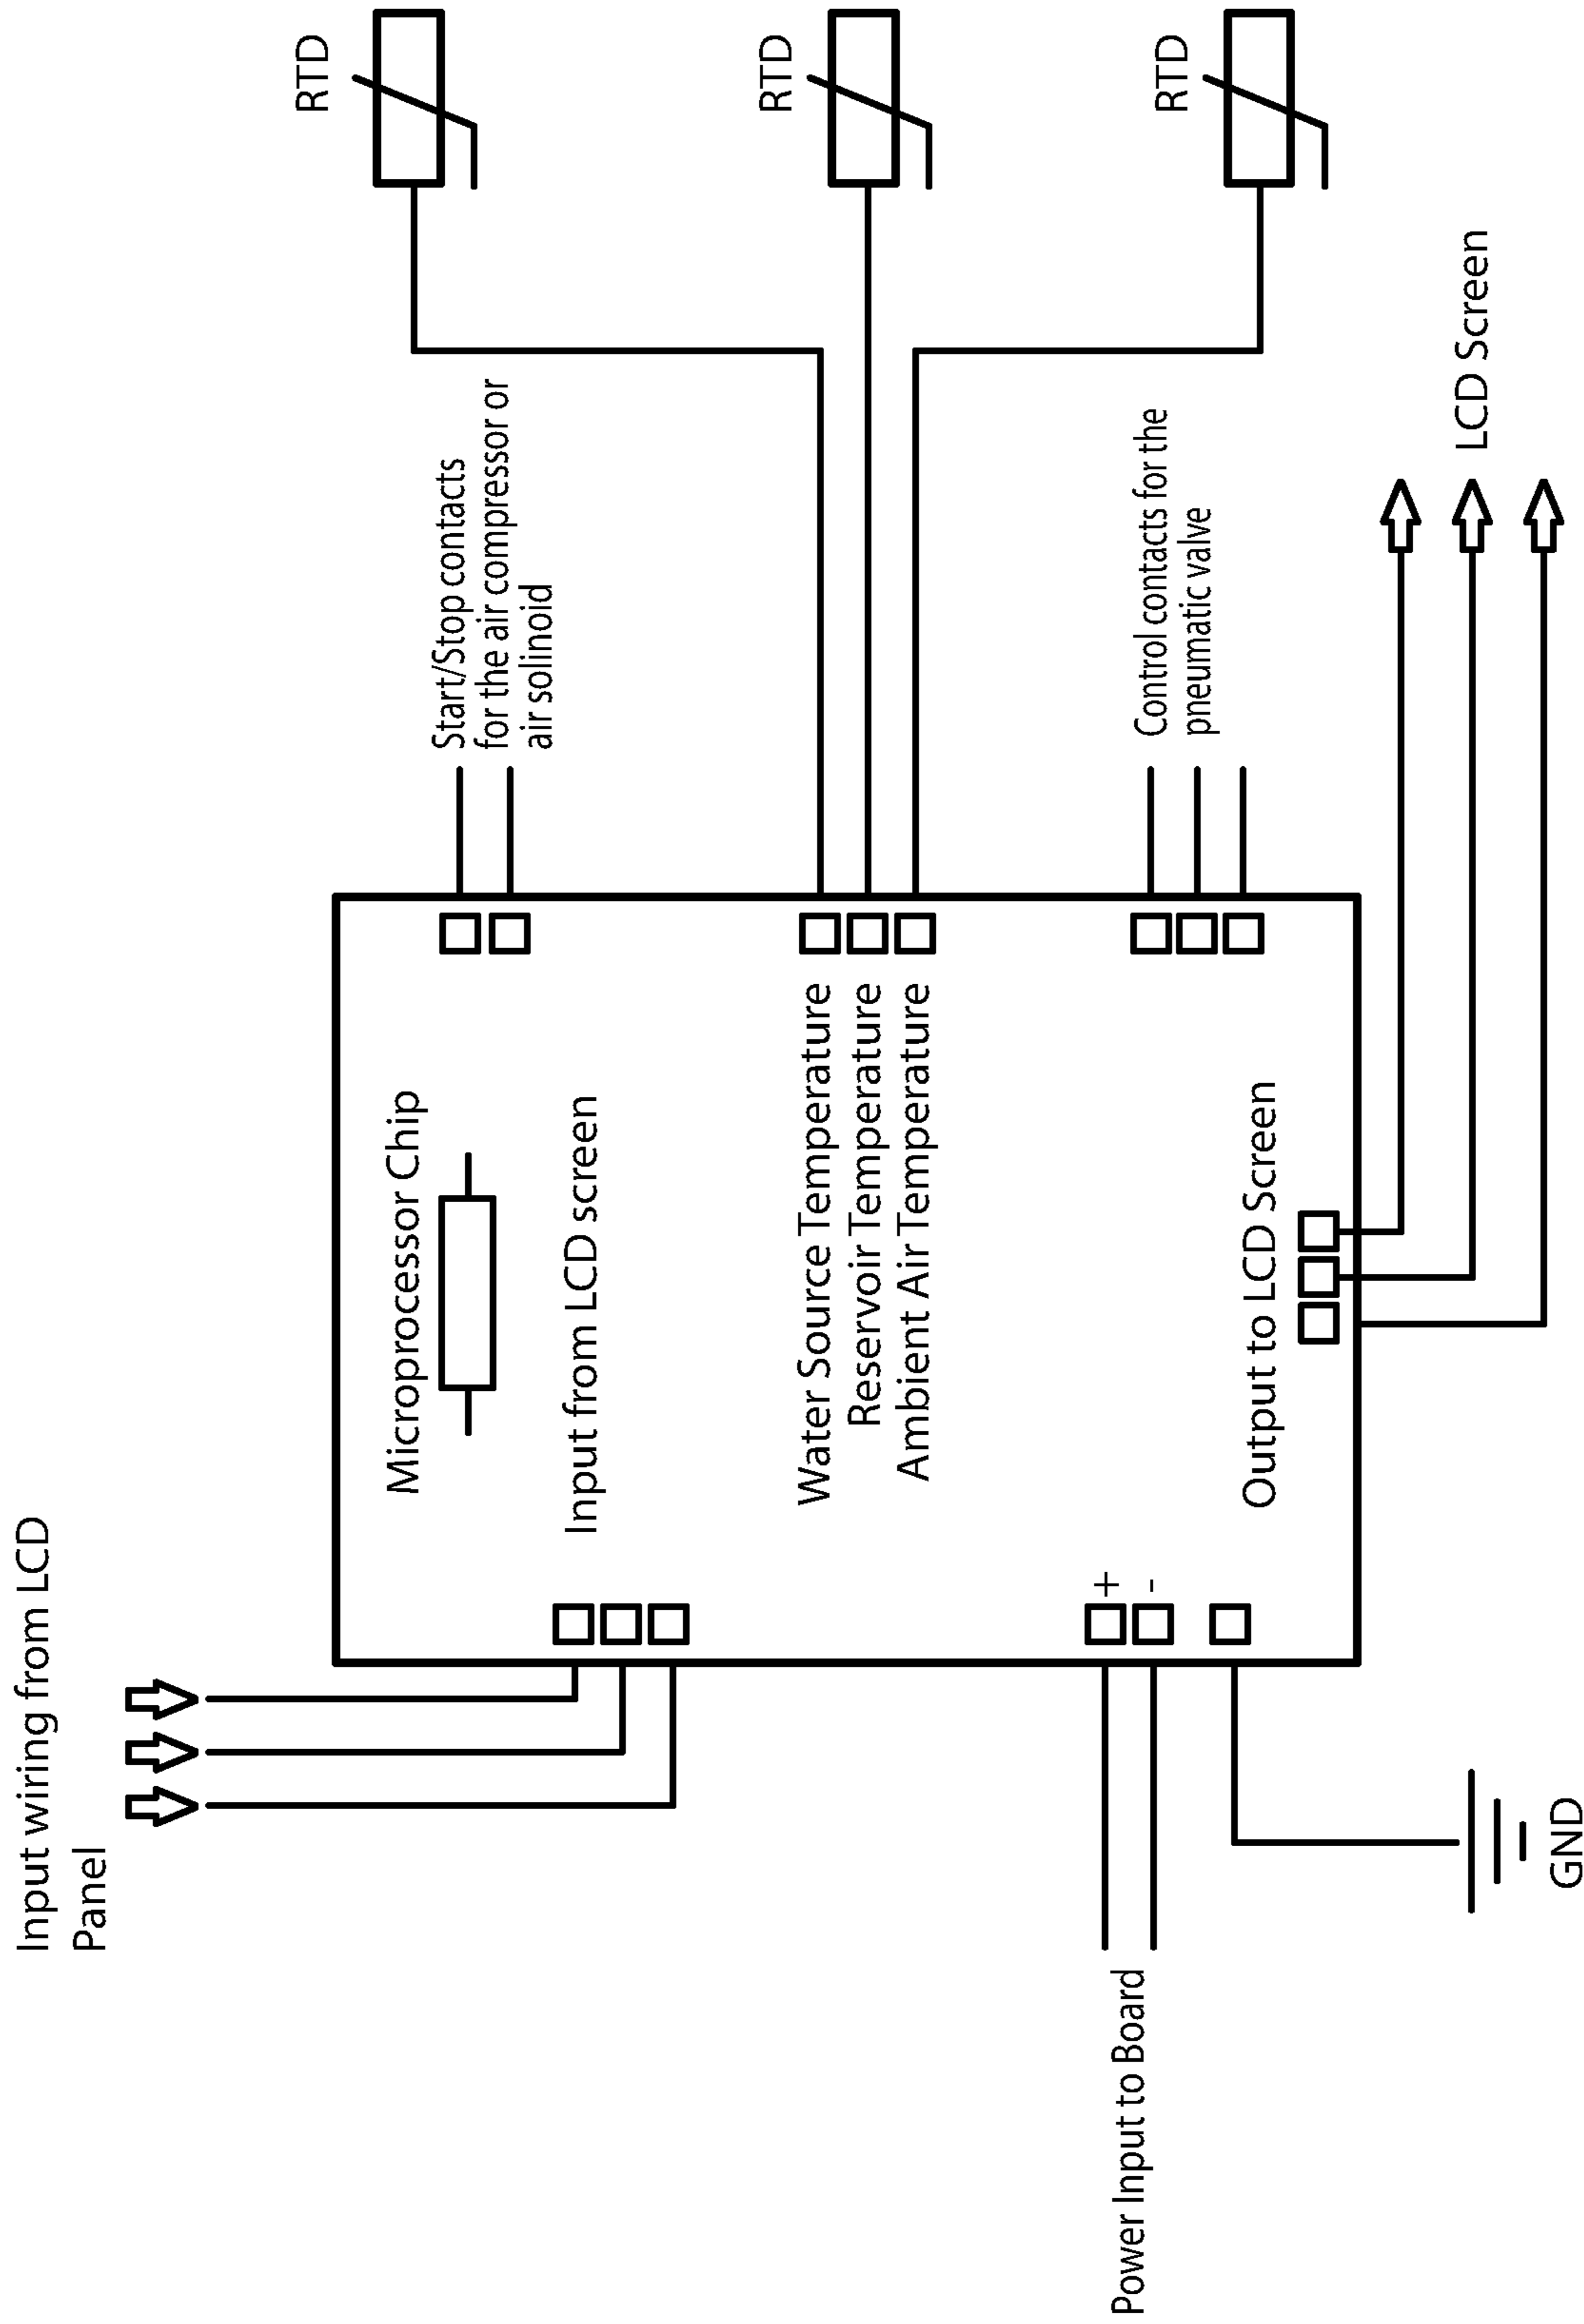 Input wiring from LCD
Panel
RTD
Microprocessor Chip
Start/Stop contacts
for the air compressor or
air solinoid
Input from LCD screen
RTD
Water Source Temperature
Reservoir Temperature
Ambient Air Temperature
RTD
Power Input to Board
+
-
Control contacts for the
pneumatic valve
Output to LCD Screen
LCD Screen
GND